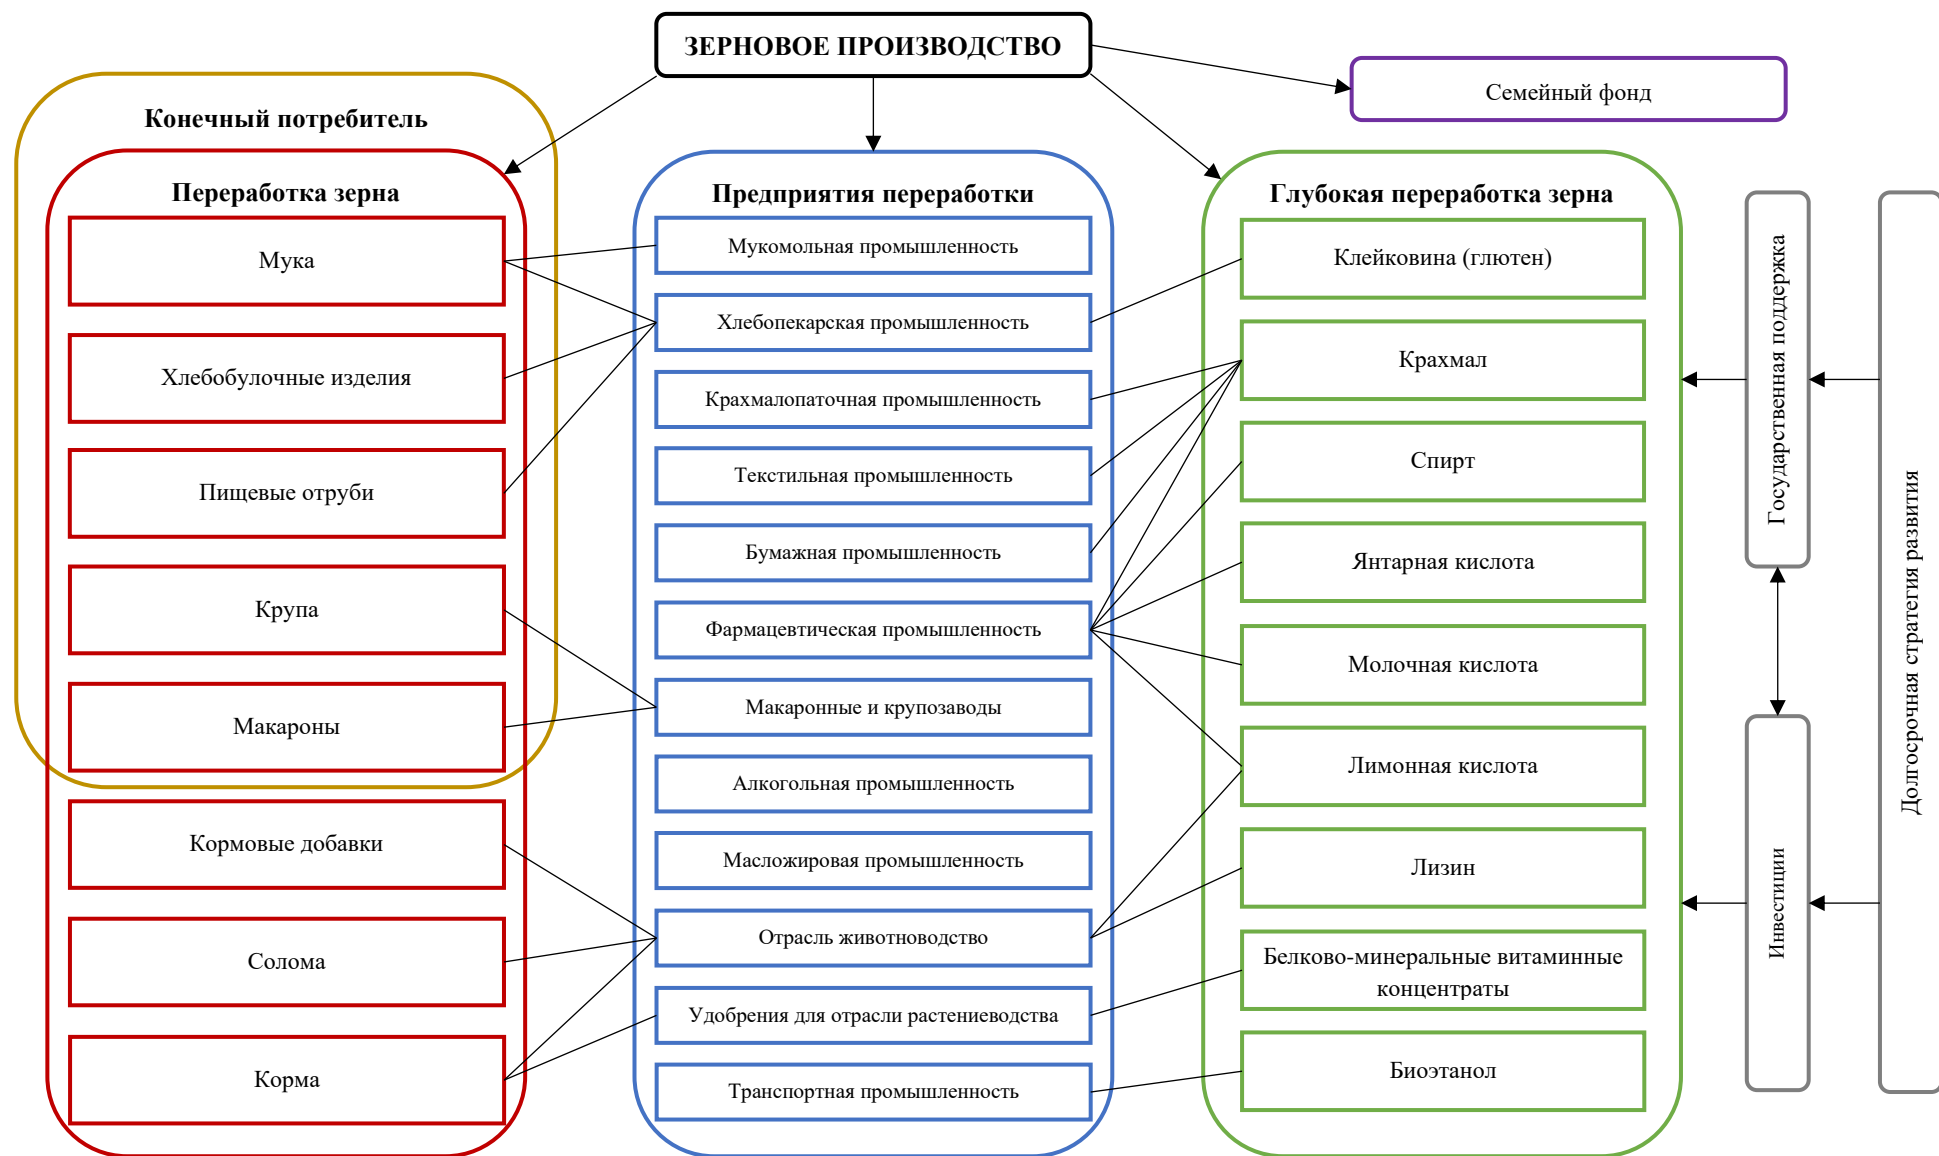 ЗЕРНОВОЕ ПРОИЗВОДСТВО
Семейный фонд
Конечный потребитель
Переработка зерна
Мука
Хлебобулочные изделия
Пищевые отруби
Крупа
Макароны
Кормовые добавки
Солома
Корма
Предприятия переработки
Мукомольная промышленность
Хлебопекарская промышленность
Крахмалопаточная промышленность
Текстильная промышленность
Бумажная промышленность
Фармацевтическая промышленность
Макаронные и крупозаводы
Алкогольная промышленность
Масложировая промышленность
Отрасль животноводство
Удобрения для отрасли растениеводства
Транспортная промышленность
Глубокая переработка зерна
Клейковина (глютен)
Крахмал
Спирт
Янтарная кислота
Молочная кислота
Лимонная кислота
Лизин
Белково-минеральные витаминные
концентраты
Биоэтанол
Государственная поддержка
Инвестиции
Долгосрочная стратегия развития